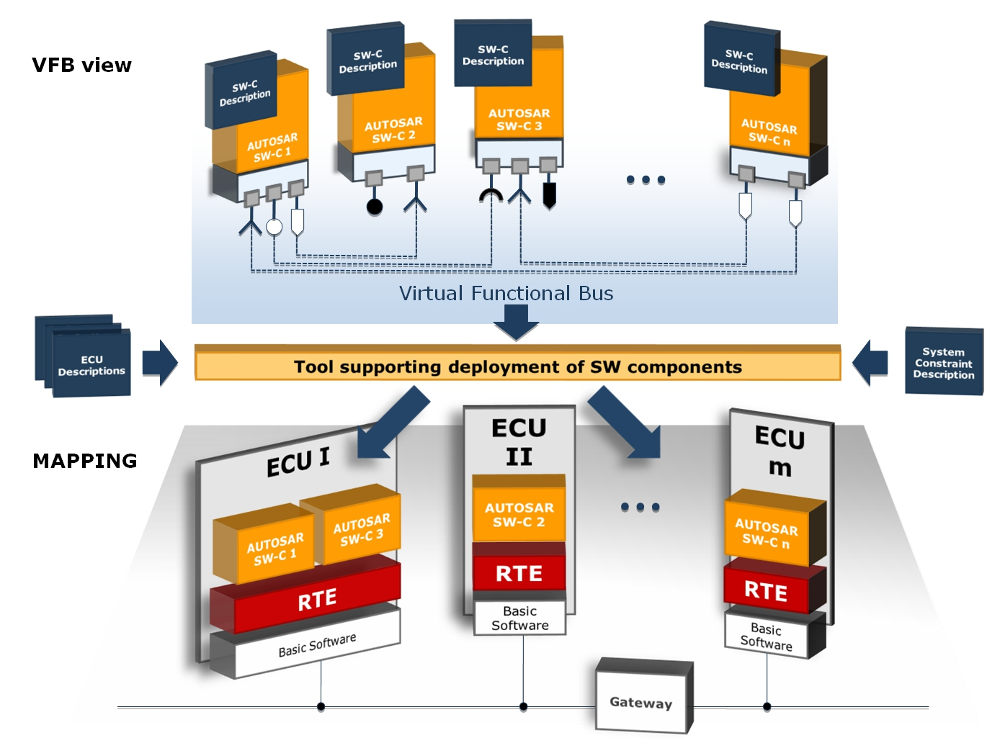 VFB view
SW-C
Description
AUTOSAR
SW-C 1
SW-C
Description
AUTOSAR
SW-C 2
SW-C
Description
AUTOSAR
SW-C 3
SW-C
Description
AUTOSAR
SW-C n
Virtual Functional Bus
ECU
Descriptions
Tool supporting deployment of SW components
System
Constraint
Description
MAPPING
ECU I
AUTOSAR
SW-C 1
AUTOSAR
SW-C 3
RTE
Basic Software
ECU
II
AUTOSAR
SW-C 2
RTE
Basic
Software
ECU
m
AUTOSAR
SW-C n
RTE
Basic
Software
Gateway